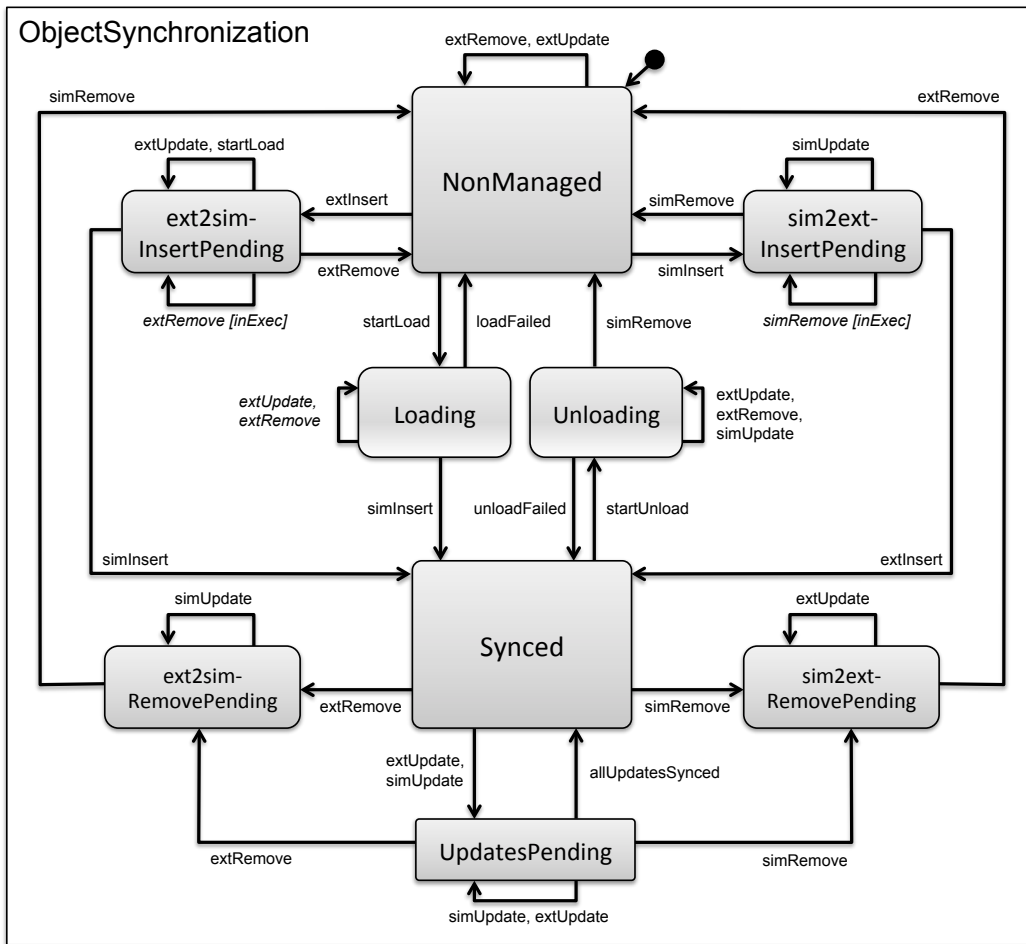 ObjectSynchronization
extRemove, extUpdate
simRemove
extRemove
extUpdate, startLoad
simUpdate
NonManaged
ext2sim-
InsertPending
extInsert
simRemove
sim2ext-
InsertPending
extRemove
simInsert
extRemove [inExec]
startLoad
loadFailed
simRemove
simRemove [inExec]
extUpdate,
extRemove
Loading
Unloading
extUpdate,
extRemove,
simUpdate
simInsert
unloadFailed
startUnload
simInsert
extInsert
simUpdate
extUpdate
Synced
ext2sim-
RemovePending
sim2ext-
RemovePending
extRemove
simRemove
extUpdate,
simUpdate
allUpdatesSynced
UpdatesPending
extRemove
simRemove
simUpdate, extUpdate